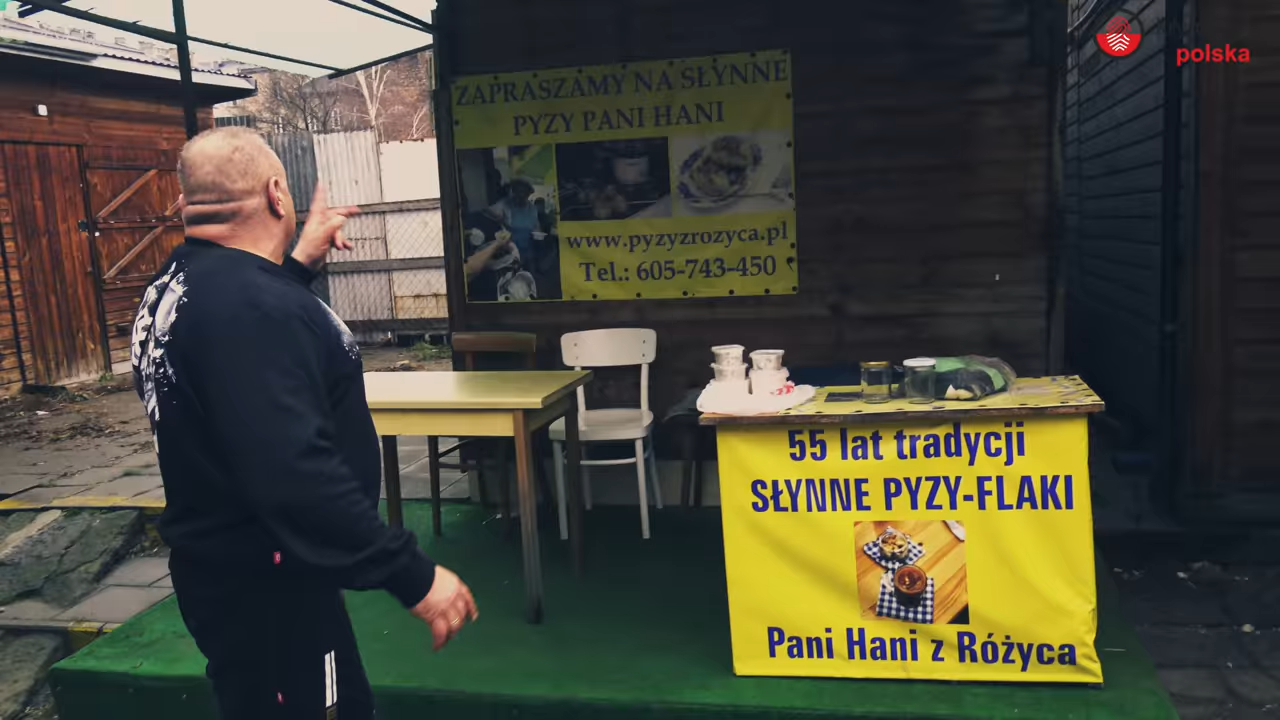 polska
ZAPRASZAMY NA SŁYNNE
PYZY PANI HANI
www.pyzyzrozyca.pl
Tel.: 605-743-450
55 lat tradycji
SŁYNNE PYZY-FLAKI
Pani Hani z Różyca